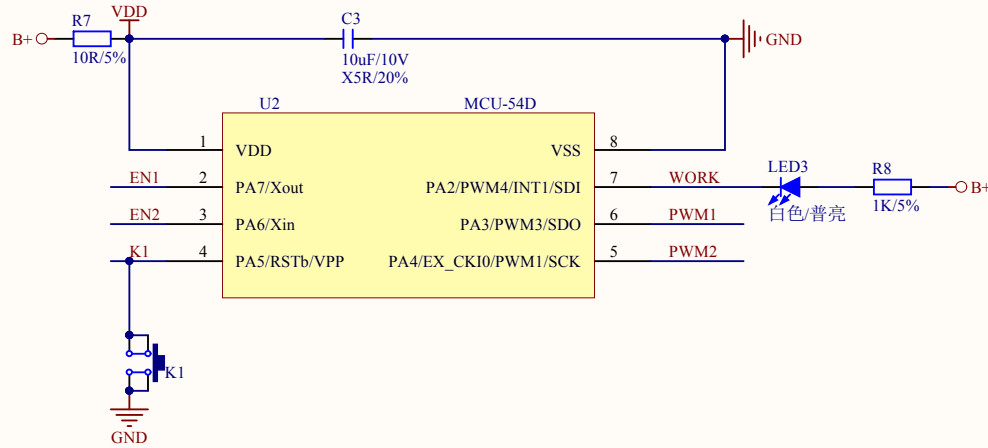 VDD
R7
C3
B+
GND
10R/5%
10uF/10V
X5R/20%
U2
MCU-54D
1
VDD
VSS
8
LED3
R8
EN1
2
PA7/Xout
PA2/PWM4/INT1/SDI
7
WORK
B+
EN2
3
PA6/Xin
PA3/PWM3/SDO
6
PWM1
白色/普亮
1K/5%
K1
4
PA5/RSTb/VPP
PA4/EX_CKI0/PWM1/SCK
5
PWM2
K1
GND